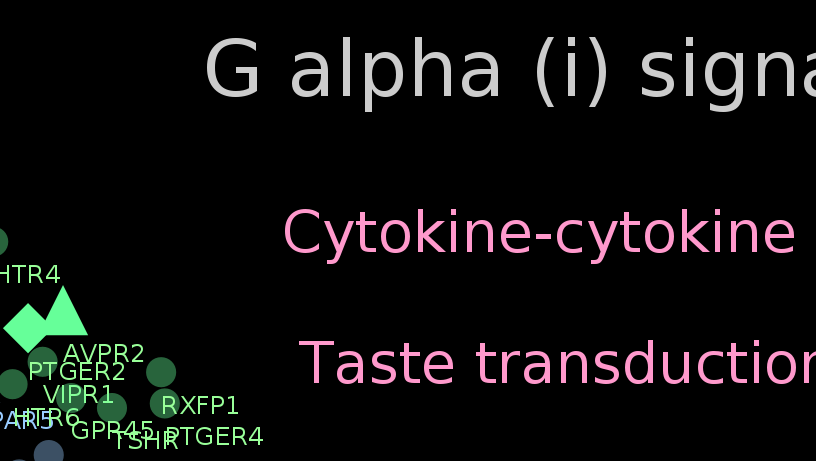 G alpha (i) signa
Cytokine-cytokine
HTR4
Taste transduction
AVPR2
PTGER2
VIPR1
RXFP1
PAR5
HTR6
GPR45
TSHR
PTGER4